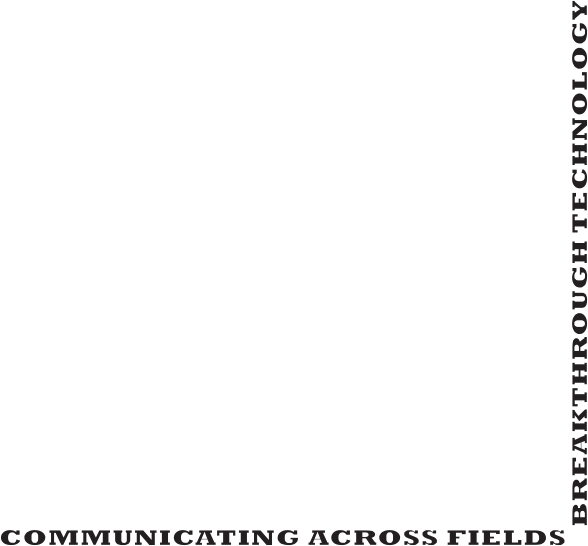 COMMUNICATING ACROSS FIELDS
BREAKTHROUGH TECHNOLOGY